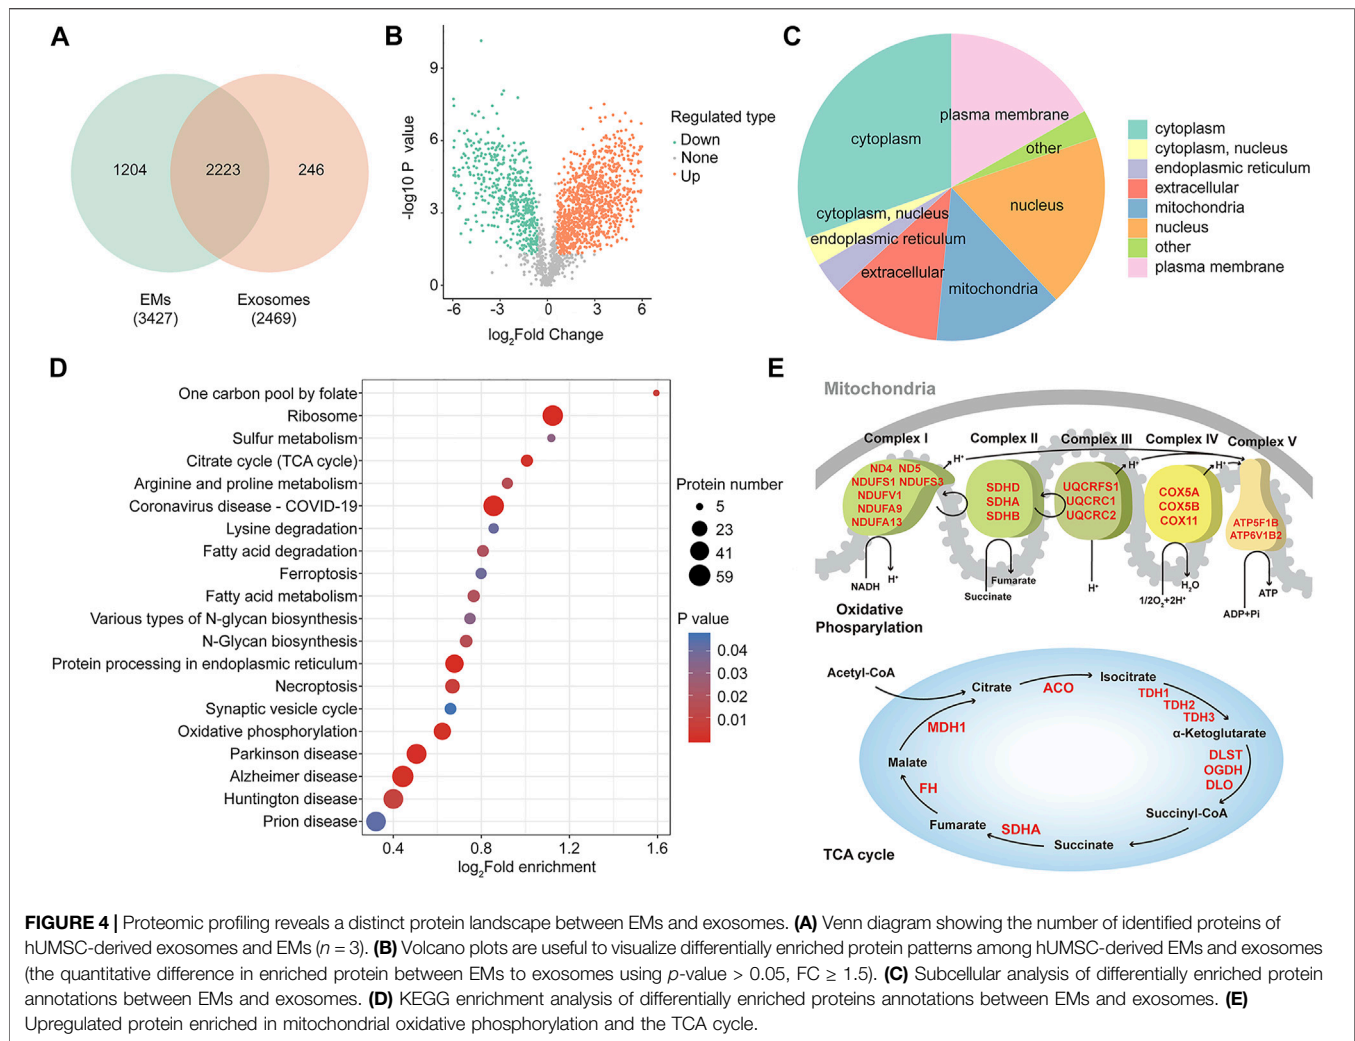 A
1204
2223
246
EMs
(3427)
Exosomes
(2469)
B
-log10 P value
9
6
3
0
-6
-3
0
3
6
log2Fold Change
Regulated type
Down
None
Up
C
plasma membrane
other
nucleus
mitochondria
extracellular
endoplasmic reticulum
cytoplasm, nucleus
cytoplasm
cytoplasm
cytoplasm, nucleus
endoplasmic reticulum
extracellular
mitochondria
nucleus
other
plasma membrane
D
One carbon pool by folate
Ribosome
Sulfur metabolism
Citrate cycle (TCA cycle)
Arginine and proline metabolism
Coronavirus disease - COVID-19
Lysine degradation
Fatty acid degradation
Ferroptosis
Fatty acid metabolism
Various types of N-glycan biosynthesis
N-Glycan biosynthesis
Protein processing in endoplasmic reticulum
Necroptosis
Synaptic vesicle cycle
Oxidative phosphorylation
Parkinson disease
Alzheimer disease
Huntington disease
Prion disease
0.4
0.8
1.2
1.6
log2Fold enrichment
Protein number
5
23
41
59
P value
0.04
0.03
0.02
0.01
E
Mitochondria
Complex I
Complex II
Complex III
Complex IV
Complex V
H+
H+
H+
ND4 ND5
NDUFS1 NDUFS3
NDUFV1
NDUFA9
NDUFA13
SDHD
SDHA
SDHB
UQCRFS1
UQCRC1
UQCRC2
COX5A
COX5B
COX11
ATP5F1B
ATP6V1B2
NADH
H+
Succinate
Fumarate
H+
1/2O2+2H+
H2O
ADP+Pi
ATP
Oxidative
Phosparylation
Acetyl-CoA
Citrate
ACO
Isocitrate
TDH1
TDH2
TDH3
α-Ketoglutarate
DLST
OGDH
DLO
Succinyl-CoA
Succinate
SDHA
Fumarate
FH
Malate
MDH1
TCA cycle
FIGURE 4 | Proteomic profiling reveals a distinct protein landscape between EMs and exosomes. (A) Venn diagram showing the number of identified proteins of
hUMSC-derived exosomes and EMs (n = 3). (B) Volcano plots are useful to visualize differentially enriched protein patterns among hUMSC-derived EMs and exosomes
(the quantitative difference in enriched protein between EMs to exosomes using p-value > 0.05, FC ≥ 1.5). (C) Subcellular analysis of differentially enriched protein
annotations between EMs and exosomes. (D) KEGG enrichment analysis of differentially enriched proteins annotations between EMs and exosomes. (E)
Upregulated protein enriched in mitochondrial oxidative phosphorylation and the TCA cycle.